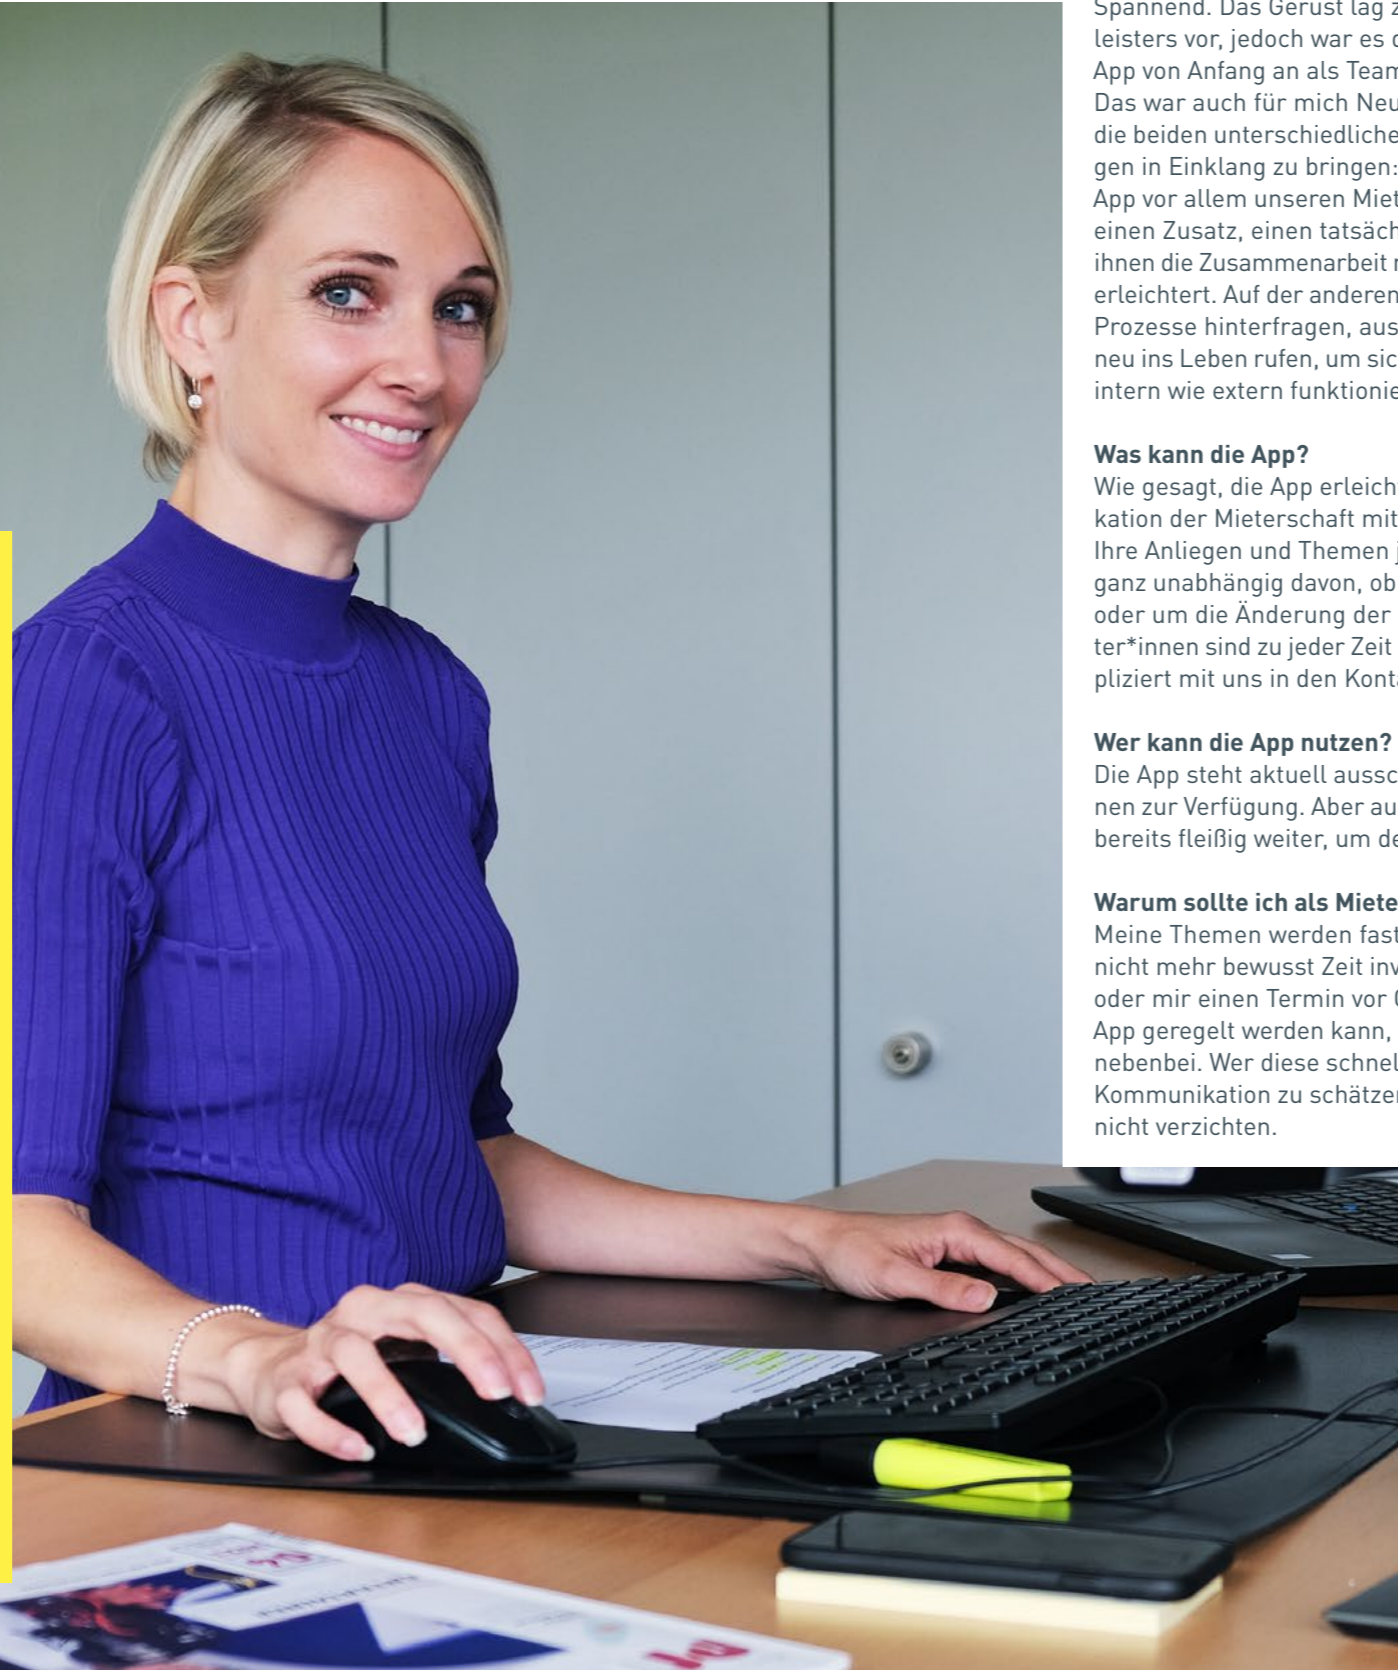 Spannend. Das Gerüst lag
leisters vor, jedoch war es
App von Anfang an als Team
Das war auch für mich Neu
die beiden unterschiedliche
gen in Einklang zu bringen:
App vor allem unseren Miet
einen Zusatz, einen tatsäch
ihnen die Zusammenarbeit
erleichtert. Auf der anderen
Prozesse hinterfragen, aus
neu ins Leben rufen, um sic
intern wie extern funktionie
Was kann die App?
Wie gesagt, die App erleich
kation der Mieterschaft mit
Ihre Anliegen und Themen j
ganz unabhängig davon, ob
oder um die Änderung der
ter*innen sind zu jeder Zeit
pliziert mit uns in den Konta
Wer kann die App nutzen?
Die App steht aktuell aussc
nen zur Verfügung. Aber au
bereits fleißig weiter, um de
Warum sollte ich als Miete
Meine Themen werden fast
nicht mehr bewusst Zeit inv
oder mir einen Termin vor
App geregelt werden kann,
nebenbei. Wer diese schnel
Kommunikation zu schätzen
nicht verzichten.